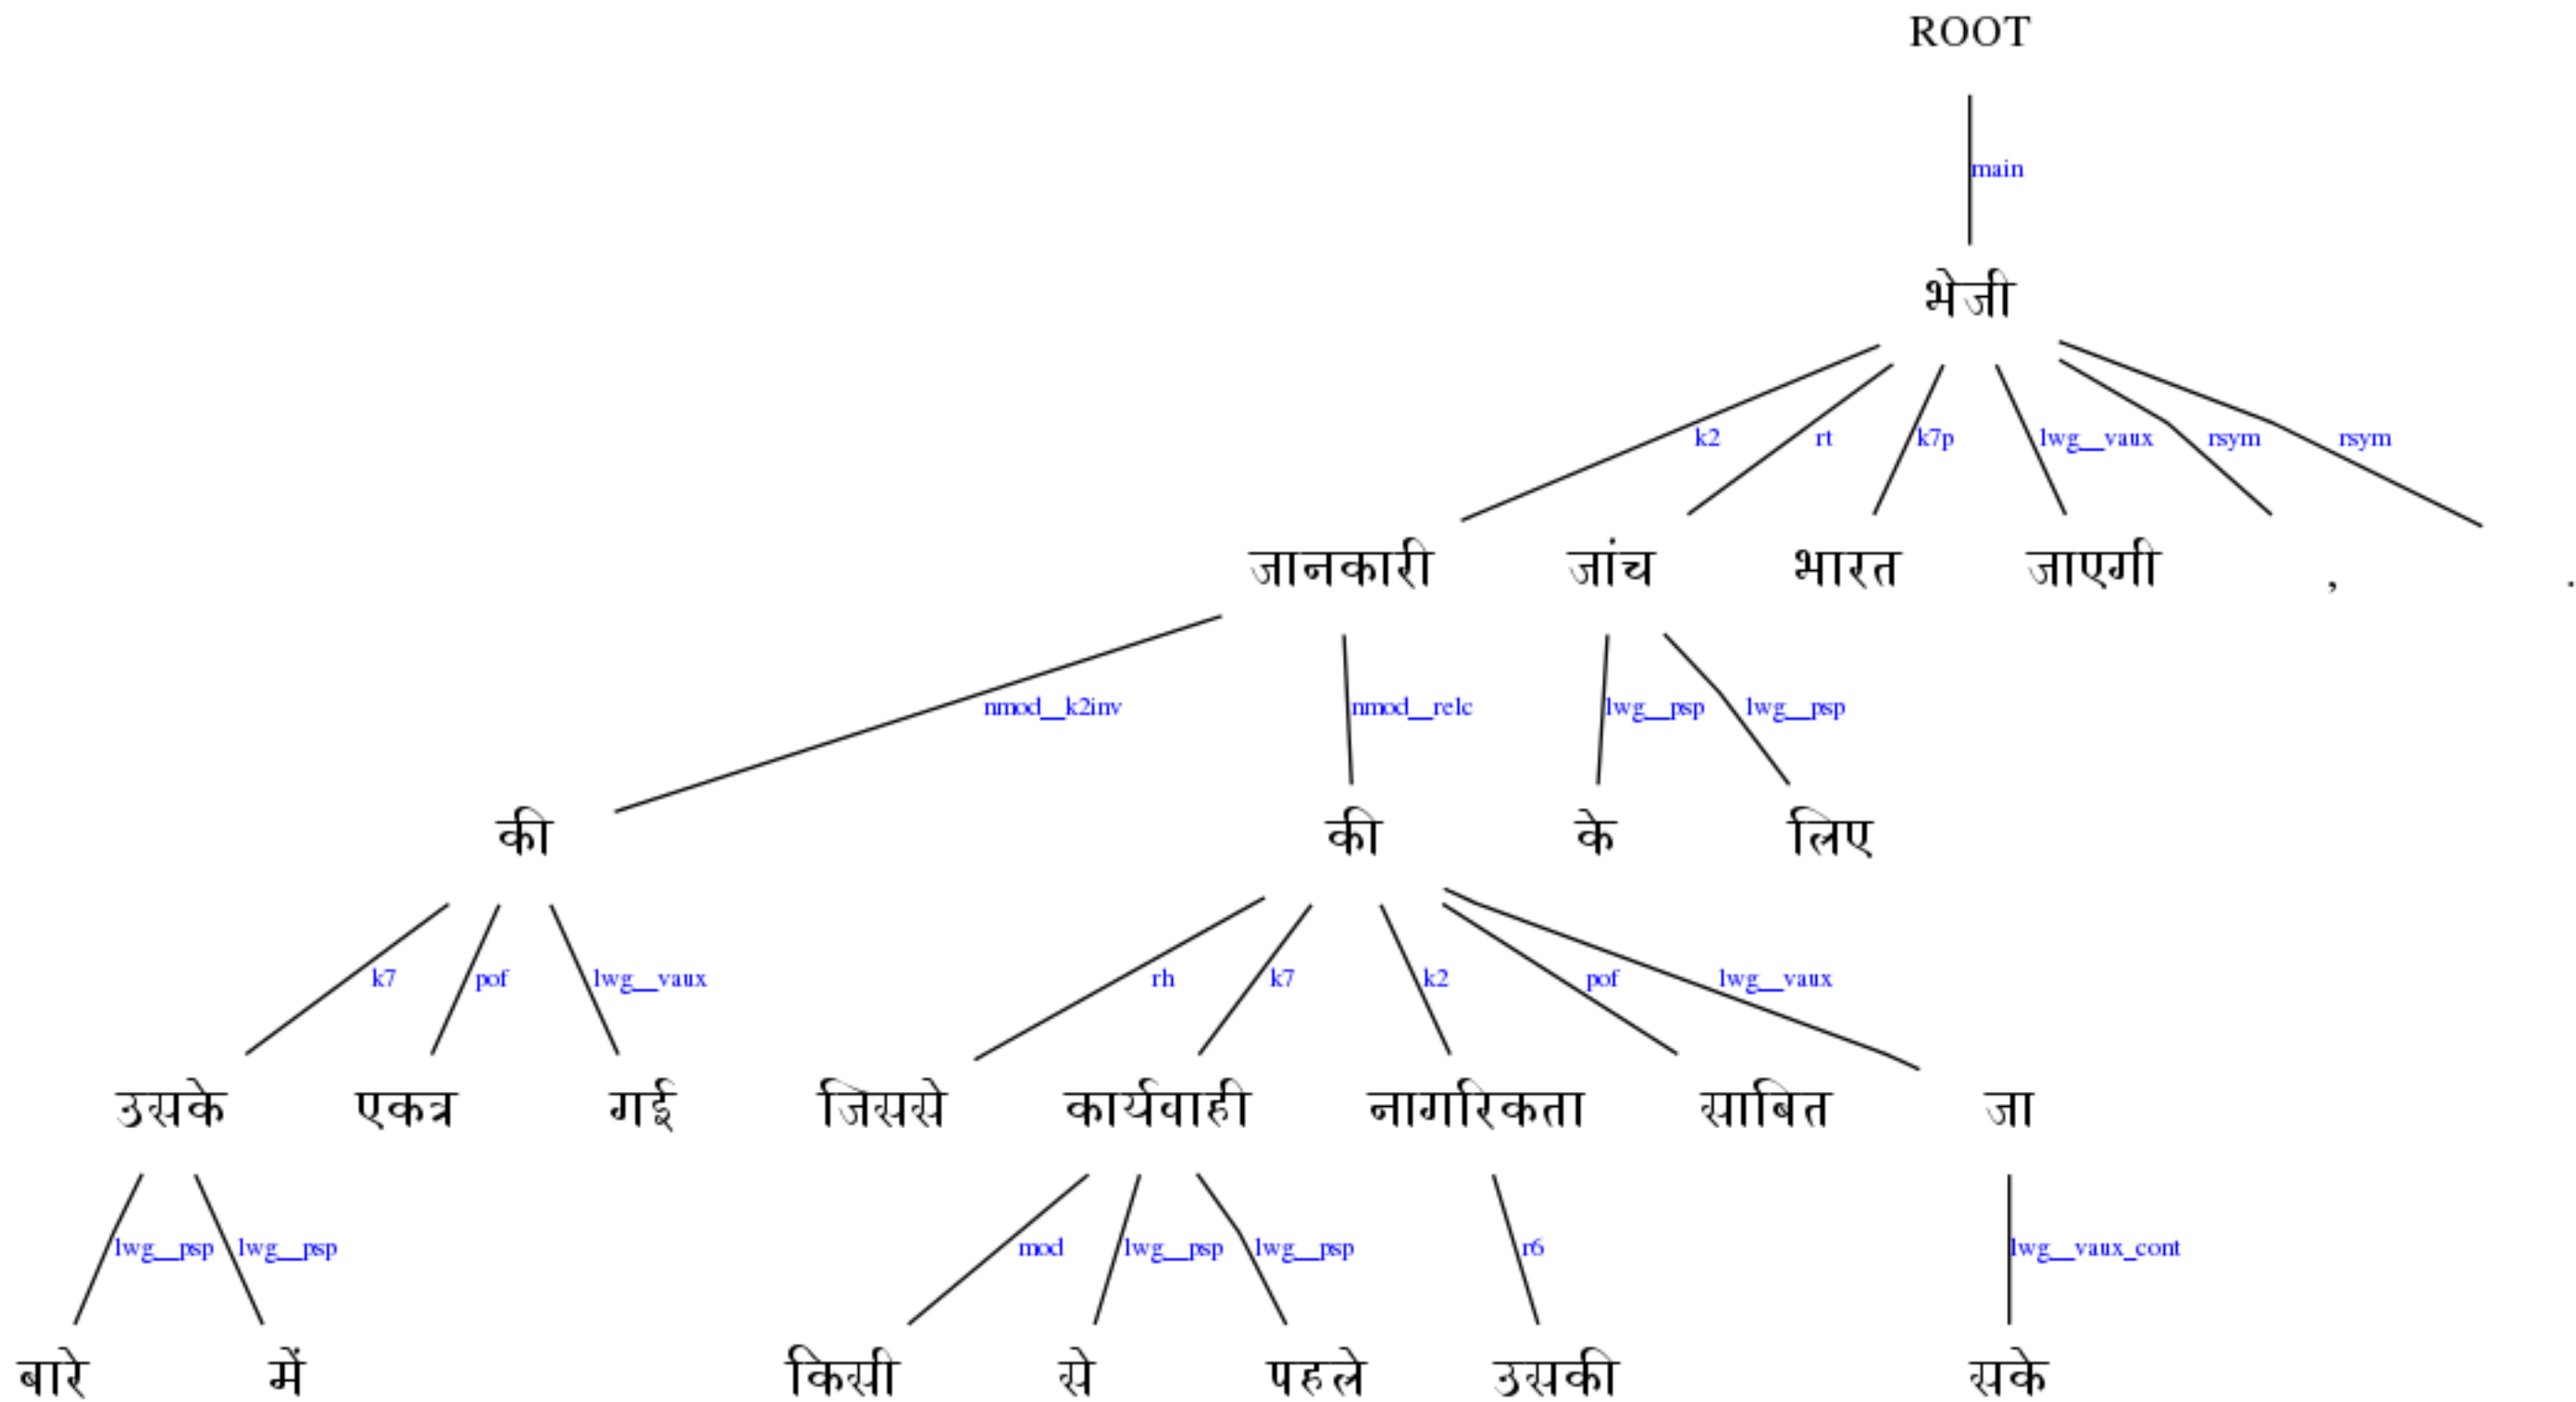 ROOT
main
भेजी
k2 rt k7p lwg__vaux rsym rsym
जानकारी जांच भारत जाएगी , .
nmod__k2inv nmod__relc lwg__psp lwg__psp
की की के लिए
k7 pof lwg__vaux rh k7 k2 pof lwg__vaux
उसके एकत्र गई जिससे कार्यवाही नागरिकता साबित जा
lwg__psp lwg__psp mod lwg__psp lwg__psp r6 lwg__vaux_cont
बारे में किसी से पहले उसकी सके